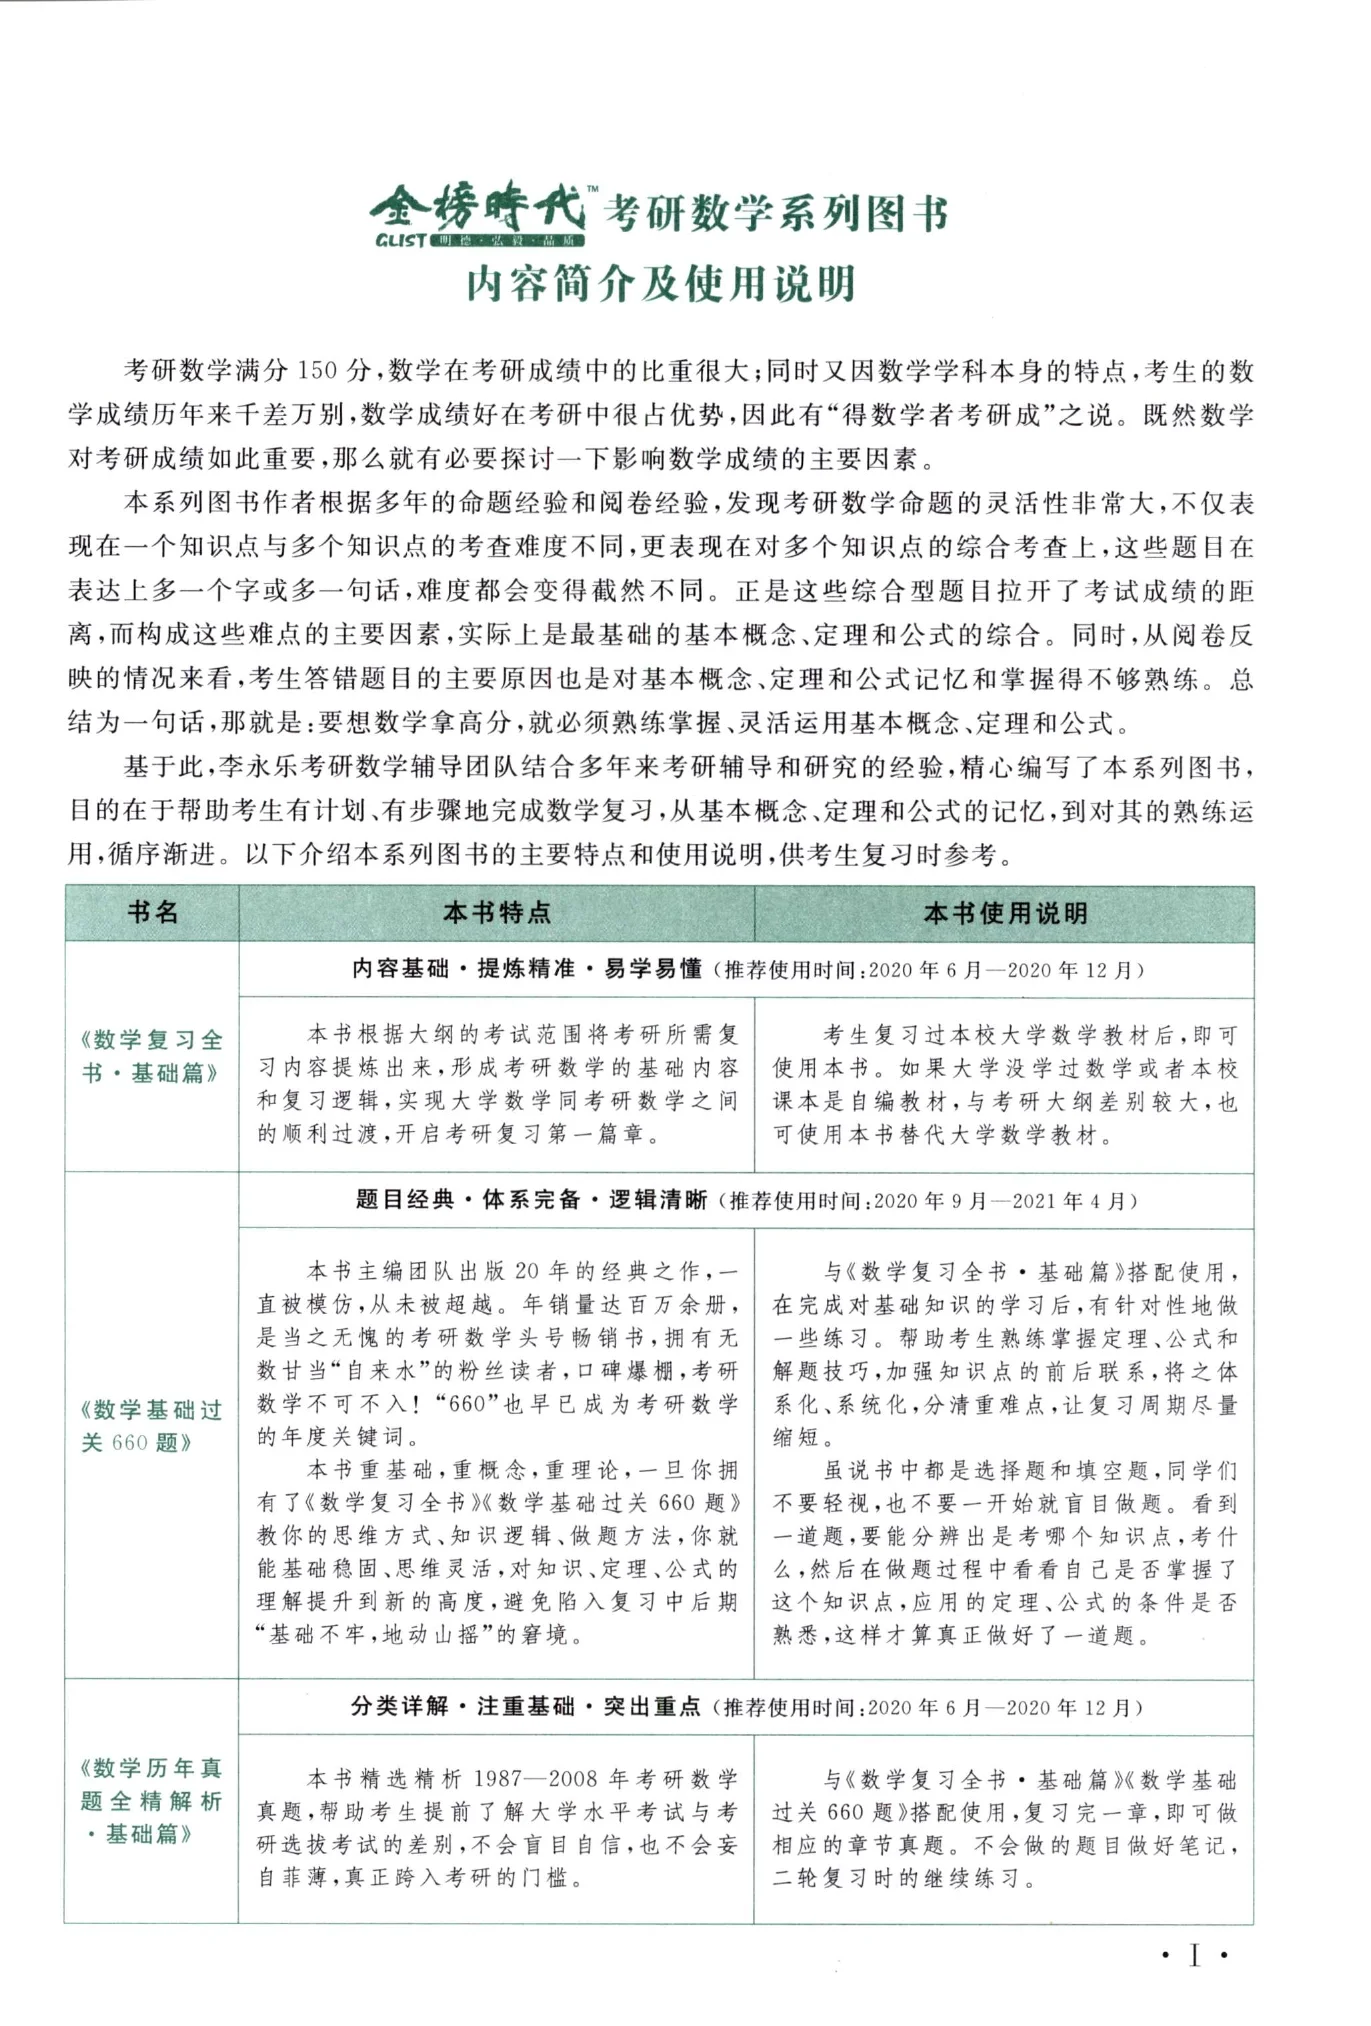 金榜時代™考研数学系列图书
GLIST 明德·弘毅·品质
内容简介及使用说明
考研数学满分 150 分,数学在考研成绩中的比重很大;同时又因数学学科本身的特点,考生的数
学成绩历年来千差万别,数学成绩好在考研中很占优势,因此有“得数学者考研成”之说。既然数学
对考研成绩如此重要,那么就有必要探讨一下影响数学成绩的主要因素。
本系列图书作者根据多年的命题经验和阅卷经验,发现考研数学命题的灵活性非常大,不仅表
现在一个知识点与多个知识点的考查难度不同,更表现在对多个知识点的综合考查上,这些题目在
表达上多一个字或多一句话,难度都会变得截然不同。正是这些综合型题目拉开了考试成绩的距
离,而构成这些难点的主要因素,实际上是最基础的基本概念、定理和公式的综合。同时,从阅卷反
映的情况来看,考生答错题目的主要原因也是对基本概念、定理和公式记忆和掌握得不够熟练。总
结为一句话,那就是:要想数学拿高分,就必须熟练掌握、灵活运用基本概念、定理和公式。
基于此,李永乐考研数学辅导团队结合多年来考研辅导和研究的经验,精心编写了本系列图书,
目的在于帮助考生有计划、有步骤地完成数学复习,从基本概念、定理和公式的记忆,到对其的熟练运
用,循序渐进。以下介绍本系列图书的主要特点和使用说明,供考生复习时参考。
书名
本书特点
本书使用说明
《数学复习全
书·基础篇》
内容基础·提炼精准·易学易懂(推荐使用时间:2020 年 6 月—2020 年 12 月)
本书根据大纲的考试范围将考研所需复
习内容提炼出来,形成考研数学的基础内容
和复习逻辑,实现大学数学同考研数学之间
的顺利过渡,开启考研复习第一篇章。
考生复习过本校大学数学教材后,即可
使用本书。如果大学没学过数学或者本校
课本是自编教材,与考研大纲差别较大,也
可使用本书替代大学数学教材。
《数学基础过
关 660 题》
题目经典·体系完备·逻辑清晰(推荐使用时间:2020 年 9 月—2021 年 4 月)
本书主编团队出版 20 年的经典之作,一
直被模仿,从未被超越。年销量达百万余册,
是当之无愧的考研数学头号畅销书,拥有无
数甘当“自来水”的粉丝读者,口碑爆棚,考研
数学不可不入!“660”也早已成为考研数学
的年度关键词。
本书重基础,重概念,重理论,一旦你拥
有了《数学复习全书》《数学基础过关 660 题》
教你的思维方式、知识逻辑、做题方法,你就
能基础稳固、思维灵活,对知识、定理、公式的
理解提升到新的高度,避免陷入复习中后期
“基础不牢,地动山摇”的窘境。
与《数学复习全书·基础篇》搭配使用,
在完成对基础知识的学习后,有针对性地做
一些练习。帮助考生熟练掌握定理、公式和
解题技巧,加强知识点的前后联系,将之体
系化、系统化,分清重难点,让复习周期尽量
缩短。
虽说书中都是选择题和填空题,同学们
不要轻视,也不要一开始就盲目做题。看到
一道题,要能分辨出是考哪个知识点,考什
么,然后在做题过程中看看自己是否掌握了
这个知识点,应用的定理、公式的条件是否
熟悉,这样才算真正做好了一道题。
《数学历年真
题全精解析
·基础篇》
分类详解·注重基础·突出重点(推荐使用时间:2020 年 6 月—2020 年 12 月)
本书精选精析 1987—2008 年考研数学
真题,帮助考生提前了解大学水平考试与考
研选拔考试的差别,不会盲目自信,也不会妄
自菲薄,真正跨入考研的门槛。
与《数学复习全书·基础篇》《数学基础
过关 660 题》搭配使用,复习完一章,即可做
相应的章节真题。不会做的题目做好笔记,
二轮复习时的继续练习。
· I ·